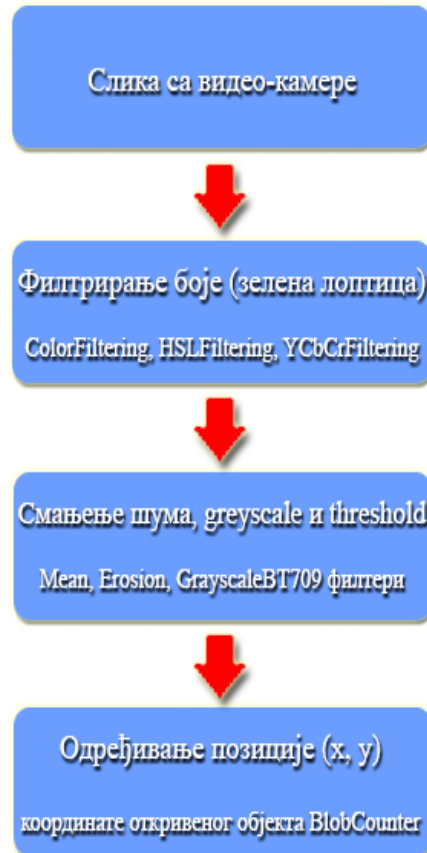 Слика са видео-камере
Филтрирање боје (зелена лоптица)
ColorFiltering, HSLFiltering, YCbCrFiltering
Смањење шума, greyscale и threshold
Mean, Erosion, GrayscaleBT709 филтери
Одређивање позиције (x, y)
координате откривеног објекта BlobCounter